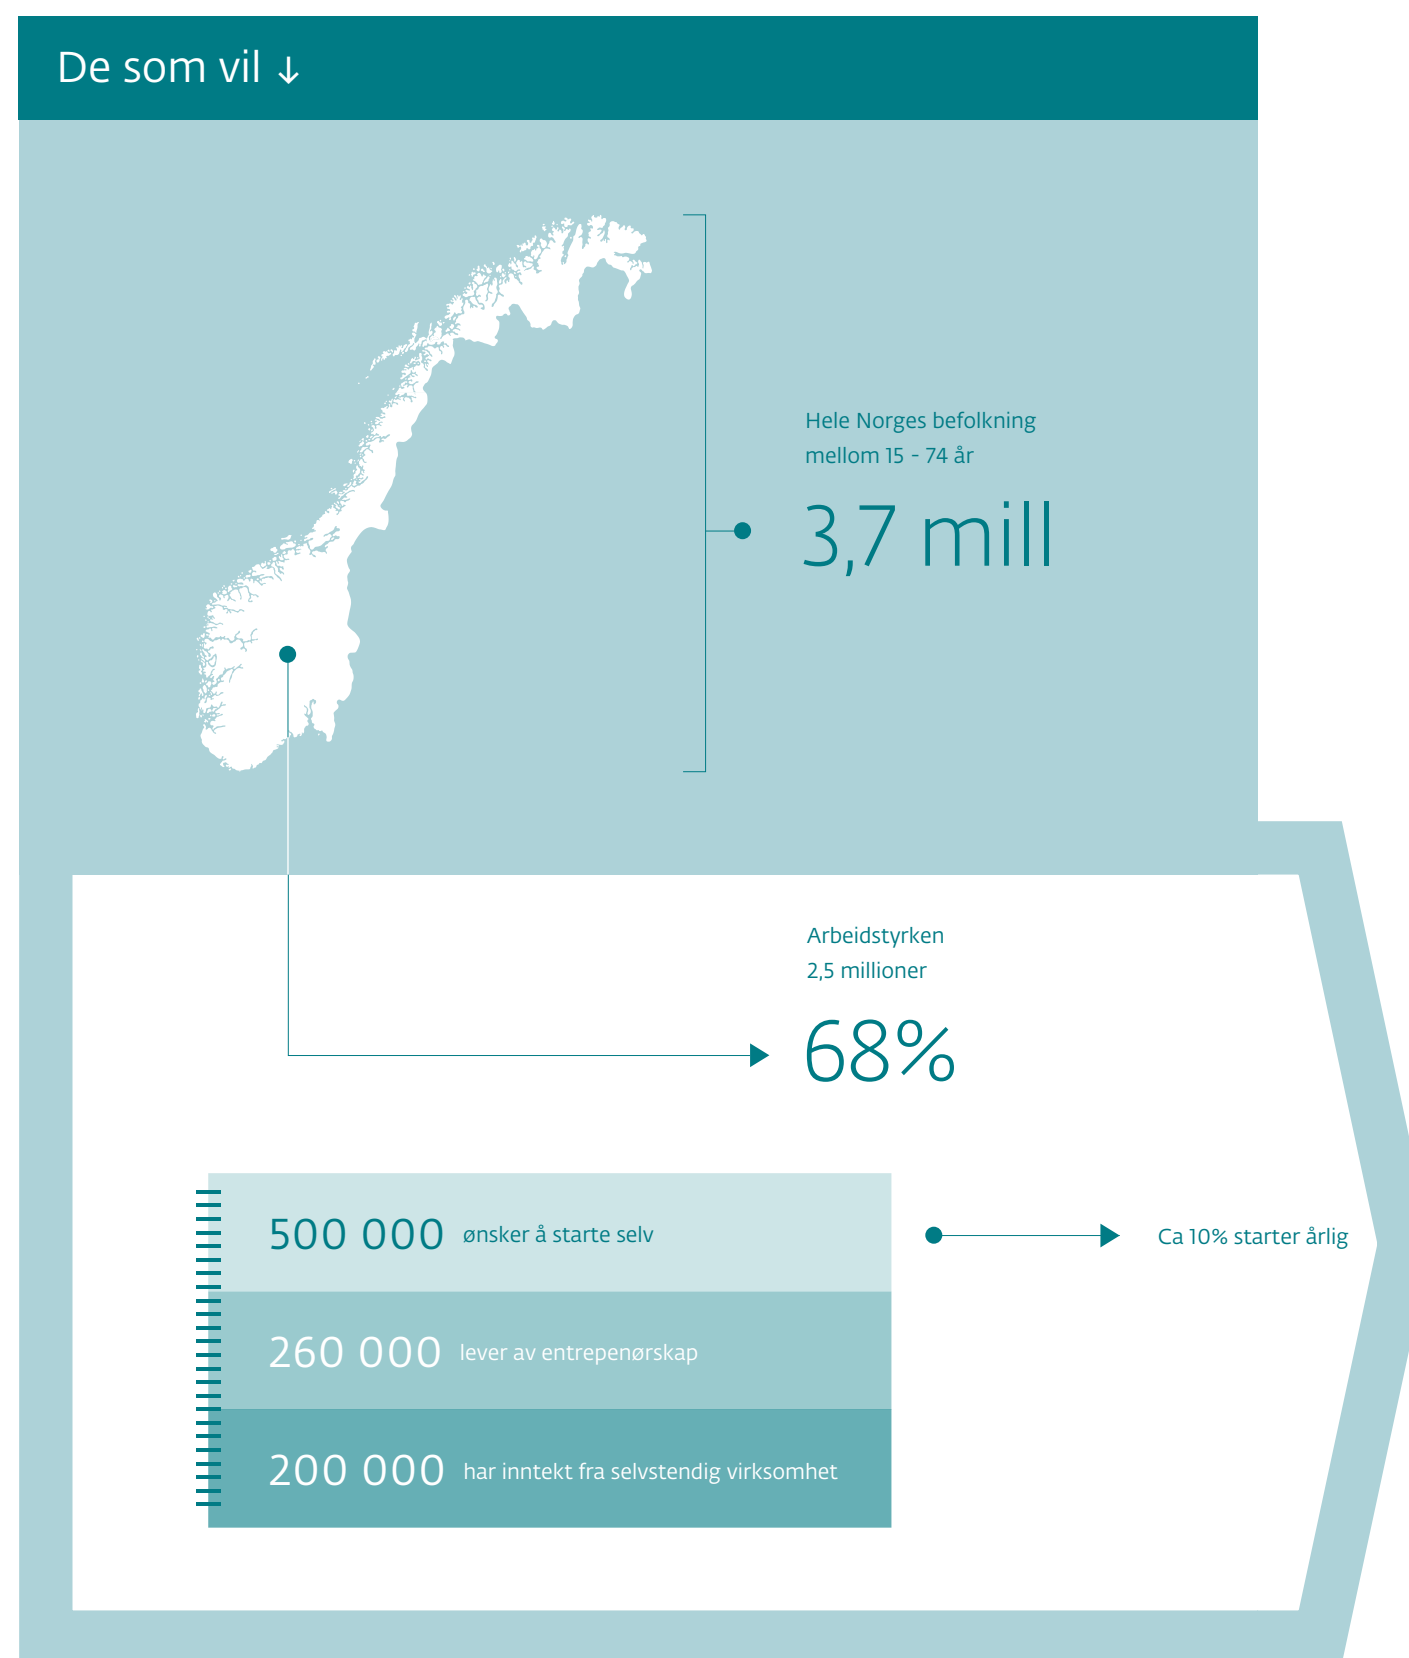 De som vil ↓
Hele Norges befolkning
mellom 15 - 74 år
3,7 mill
Arbeidstyrken
2,5 millioner
68%
500 000 ønsker å starte selv
Ca 10% starter årlig
260 000 lever av entrepenørskap
200 000 har inntekt fra selvstendig virksomhet